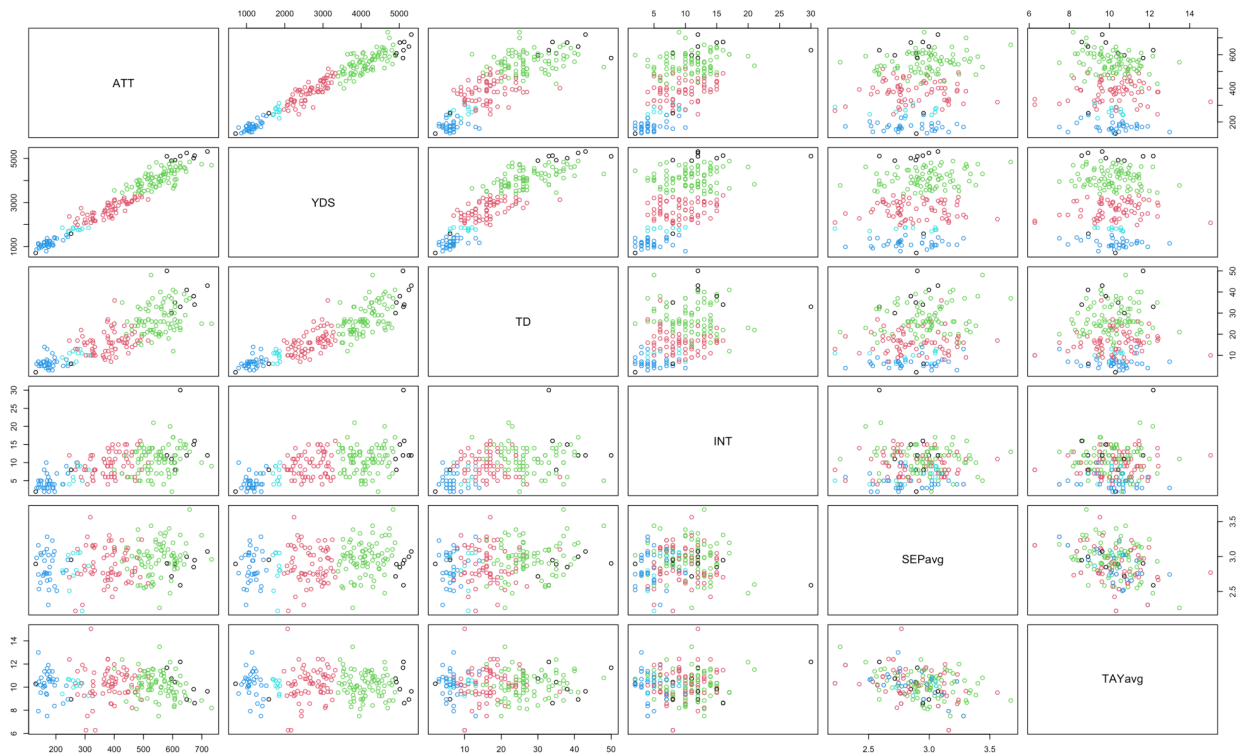 1000 2000 3000 4000 5000 5 10 15 20 25 30 6 8 10 12 14
ATT
200 400 600
1000 3000 5000
YDS
TD
10 20 30 40 50
5 10 15 20 25 30
INT
SEPavg
2.5 3.0 3.5
6 8 10 12 14
TAYavg
200 300 400 500 600 700 10 20 30 40 50 2.5 3.0 3.5